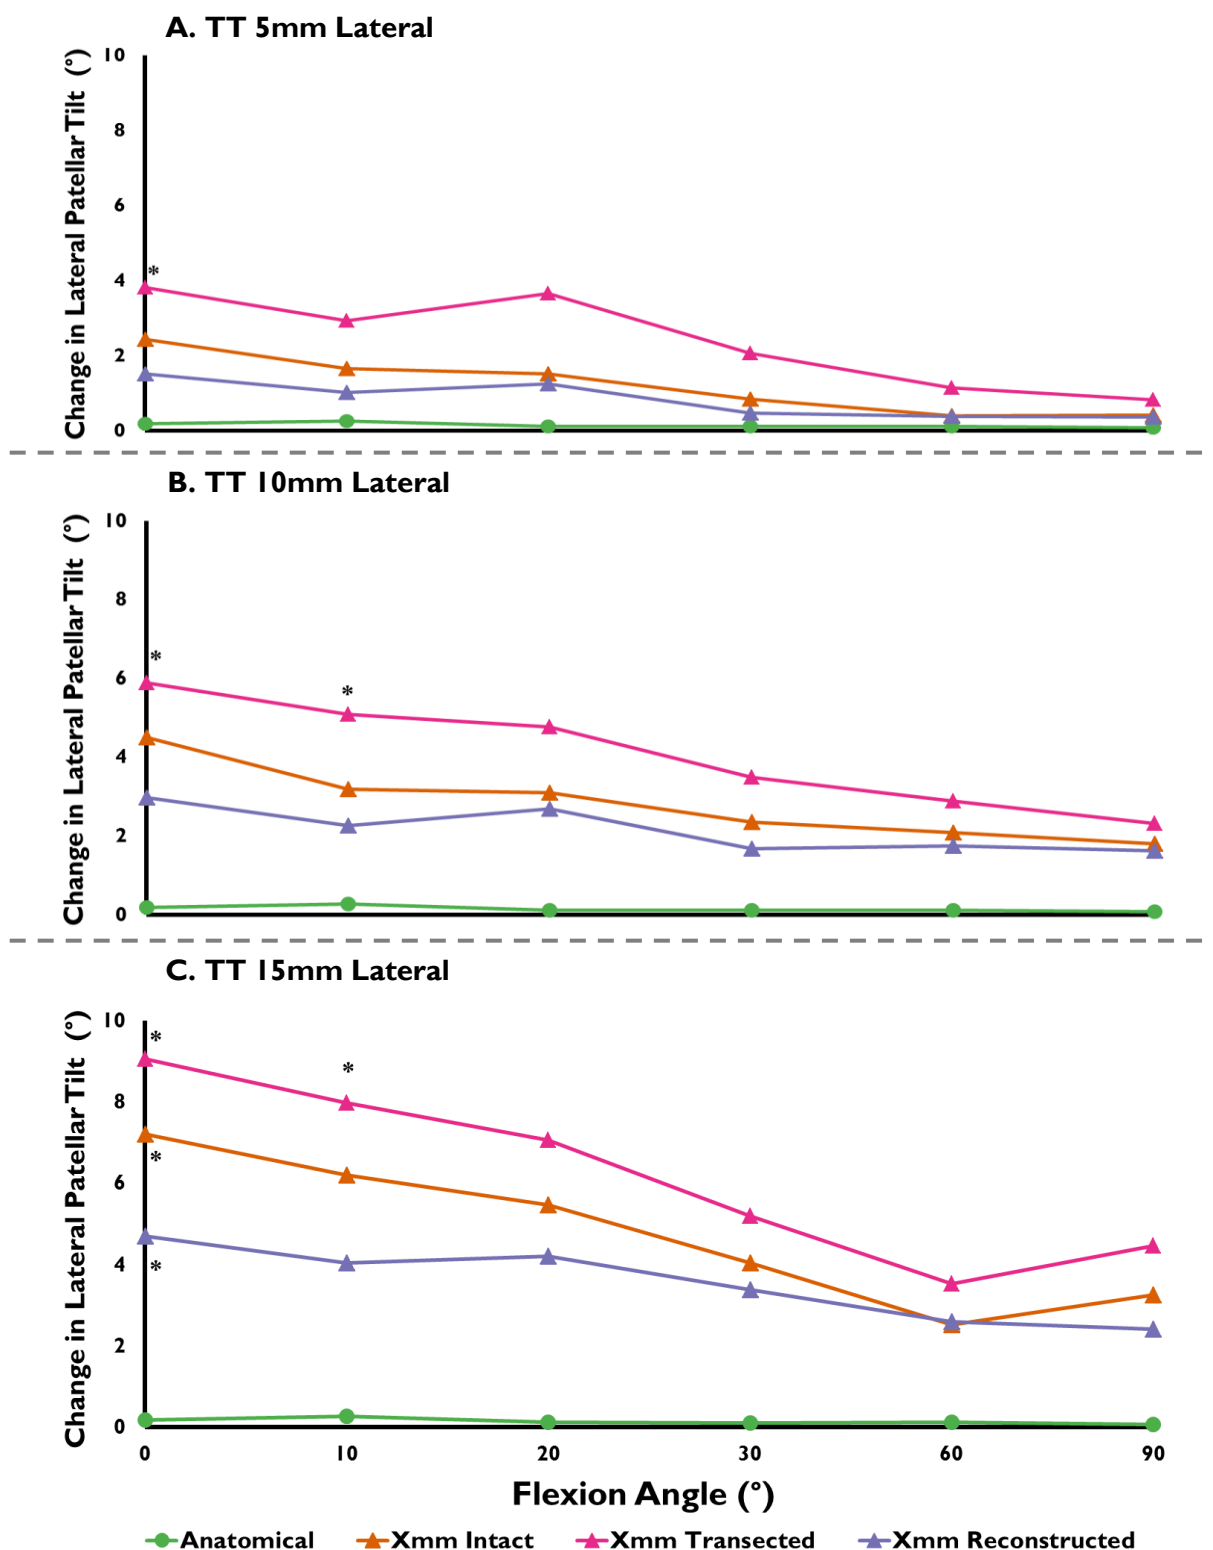 A. TT 5mm Lateral
Change in Lateral Patellar Tilt (°)
10
8
6
4
2
0
*
B. TT 10mm Lateral
Change in Lateral Patellar Tilt (°)
10
8
6
4
2
0
*
*
C. TT 15mm Lateral
Change in Lateral Patellar Tilt (°)
10
8
6
4
2
0
*
*
*
*
0 10 20 30 60 90
Flexion Angle (°)
Anatomical Xmm Intact Xmm Transected Xmm Reconstructed